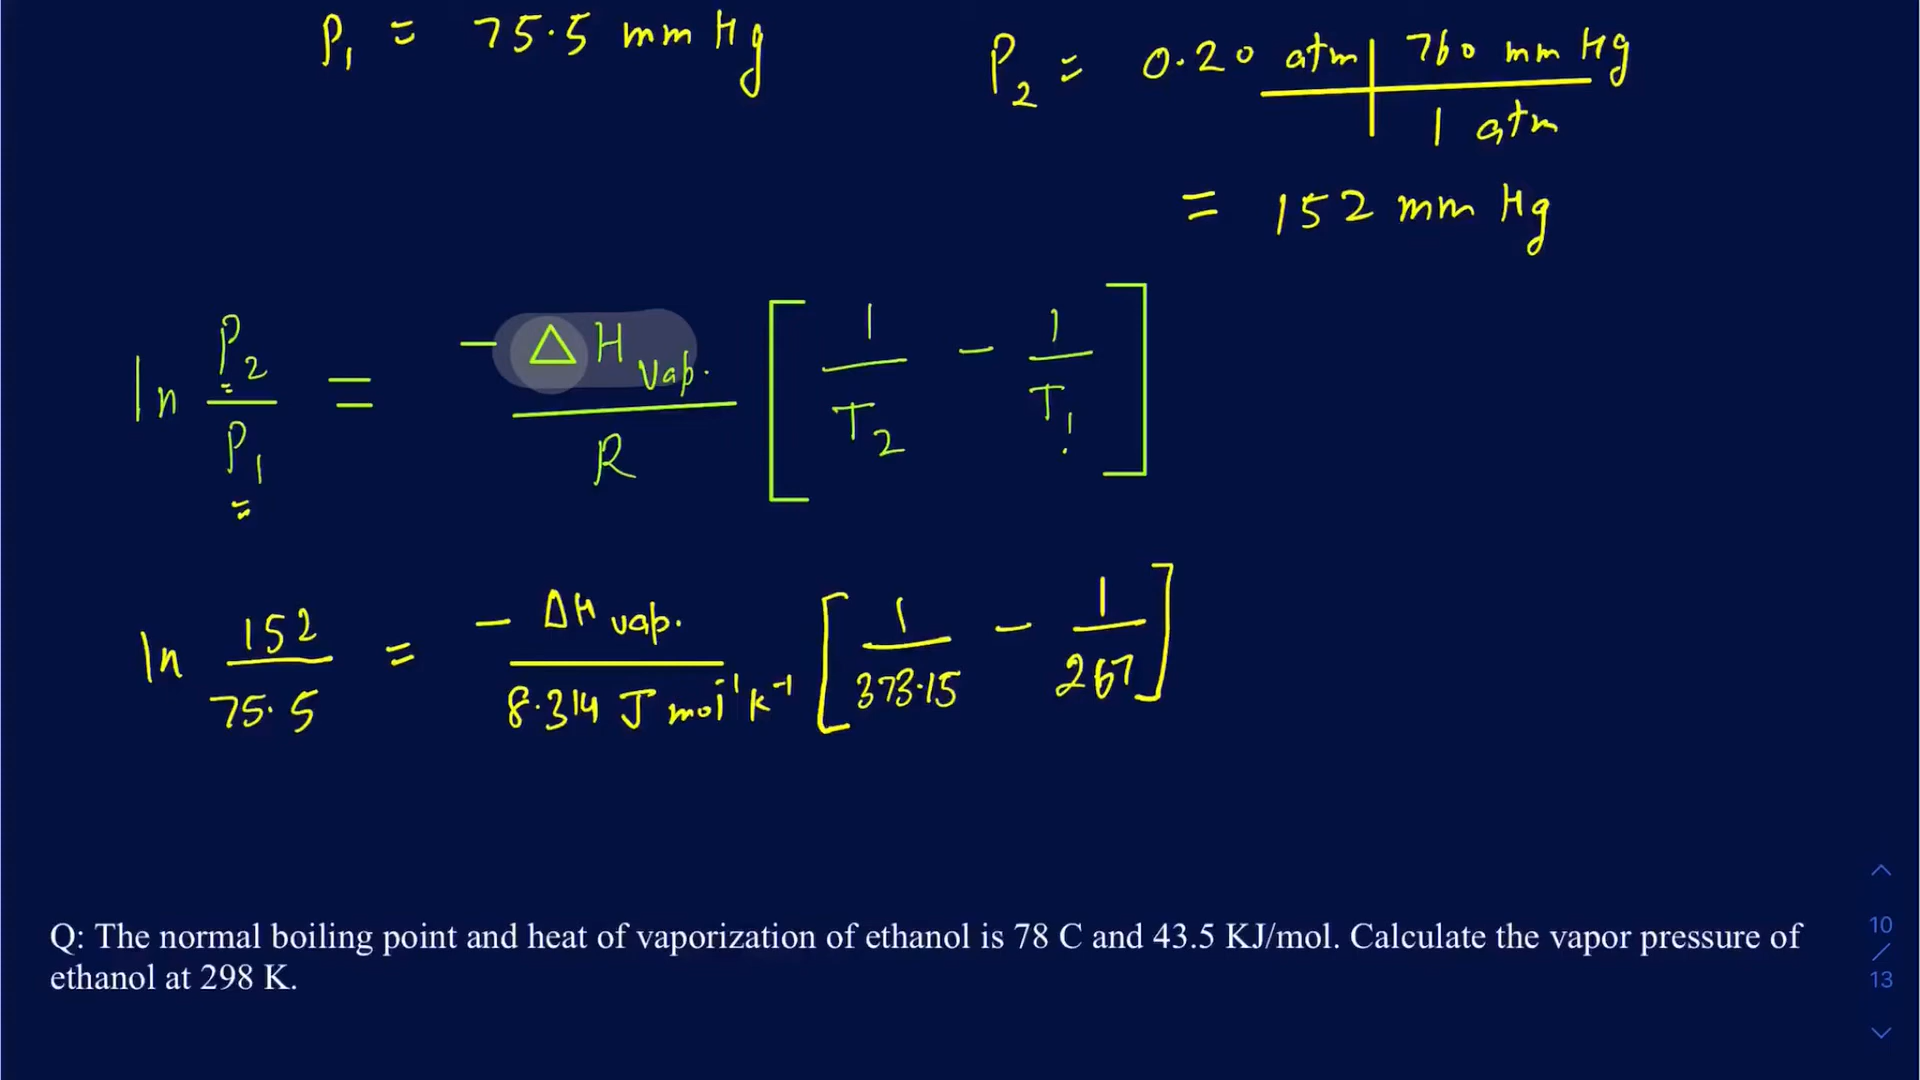 P₁ = 75.5 mm Hg
P₂ = 0.20 atm | 760 mm Hg
1 atm
= 152 mm Hg
ln P₂/P₁ = - ΔH vap. / R [ 1/T₂ - 1/T₁ ]
ln 152/75.5 = - ΔH vap. / 8.314 J mol⁻¹ K⁻¹ [ 1/373.15 - 1/267 ]
Q: The normal boiling point and heat of vaporization of ethanol is 78 C and 43.5 KJ/mol. Calculate the vapor pressure of
ethanol at 298 K.
10
/
13